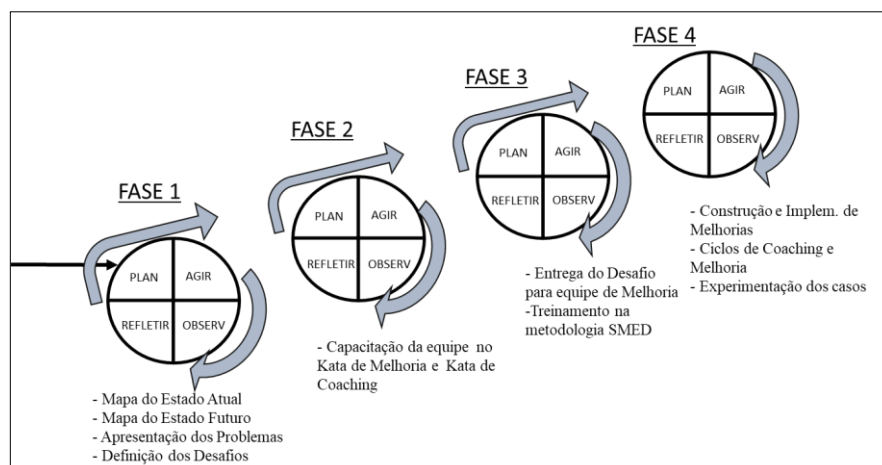 FASE 1
PLAN
AGIR
REFLETIR
OBSERV
- Mapa do Estado Atual
- Mapa do Estado Futuro
- Apresentação dos Problemas
- Definição dos Desafios
FASE 2
PLAN
AGIR
REFLETIR
OBSERV
- Capacitação da equipe no
Kata de Melhoria e Kata de
Coaching
FASE 3
PLAN
AGIR
REFLETIR
OBSERV
- Entrega do Desafio
para equipe de Melhoria
-Treinamento na
metodologia SMED
FASE 4
PLAN
AGIR
REFLETIR
OBSERV
- Construção e Implem. de
Melhorias
- Ciclos de Coaching e
Melhoria
- Experimentação dos casos